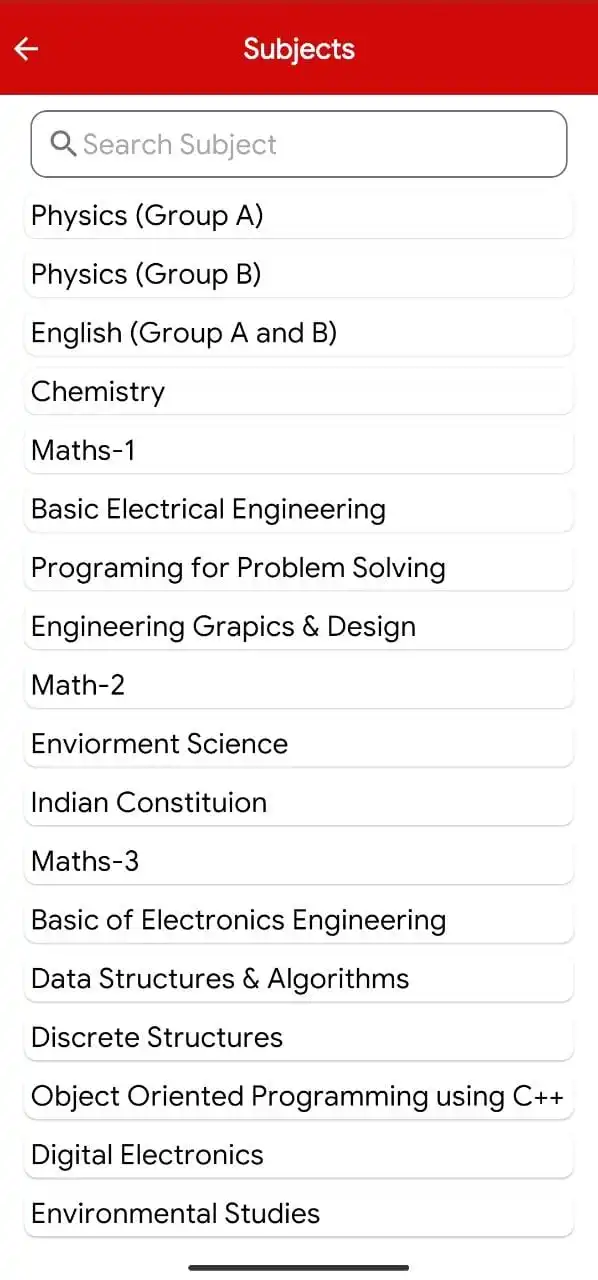 Subjects
Search Subject
Physics (Group A)
Physics (Group B)
English (Group A and B)
Chemistry
Maths-1
Basic Electrical Engineering
Programing for Problem Solving
Engineering Grapics & Design
Math-2
Enviorment Science
Indian Constituion
Maths-3
Basic of Electronics Engineering
Data Structures & Algorithms
Discrete Structures
Object Oriented Programming using C++
Digital Electronics
Environmental Studies